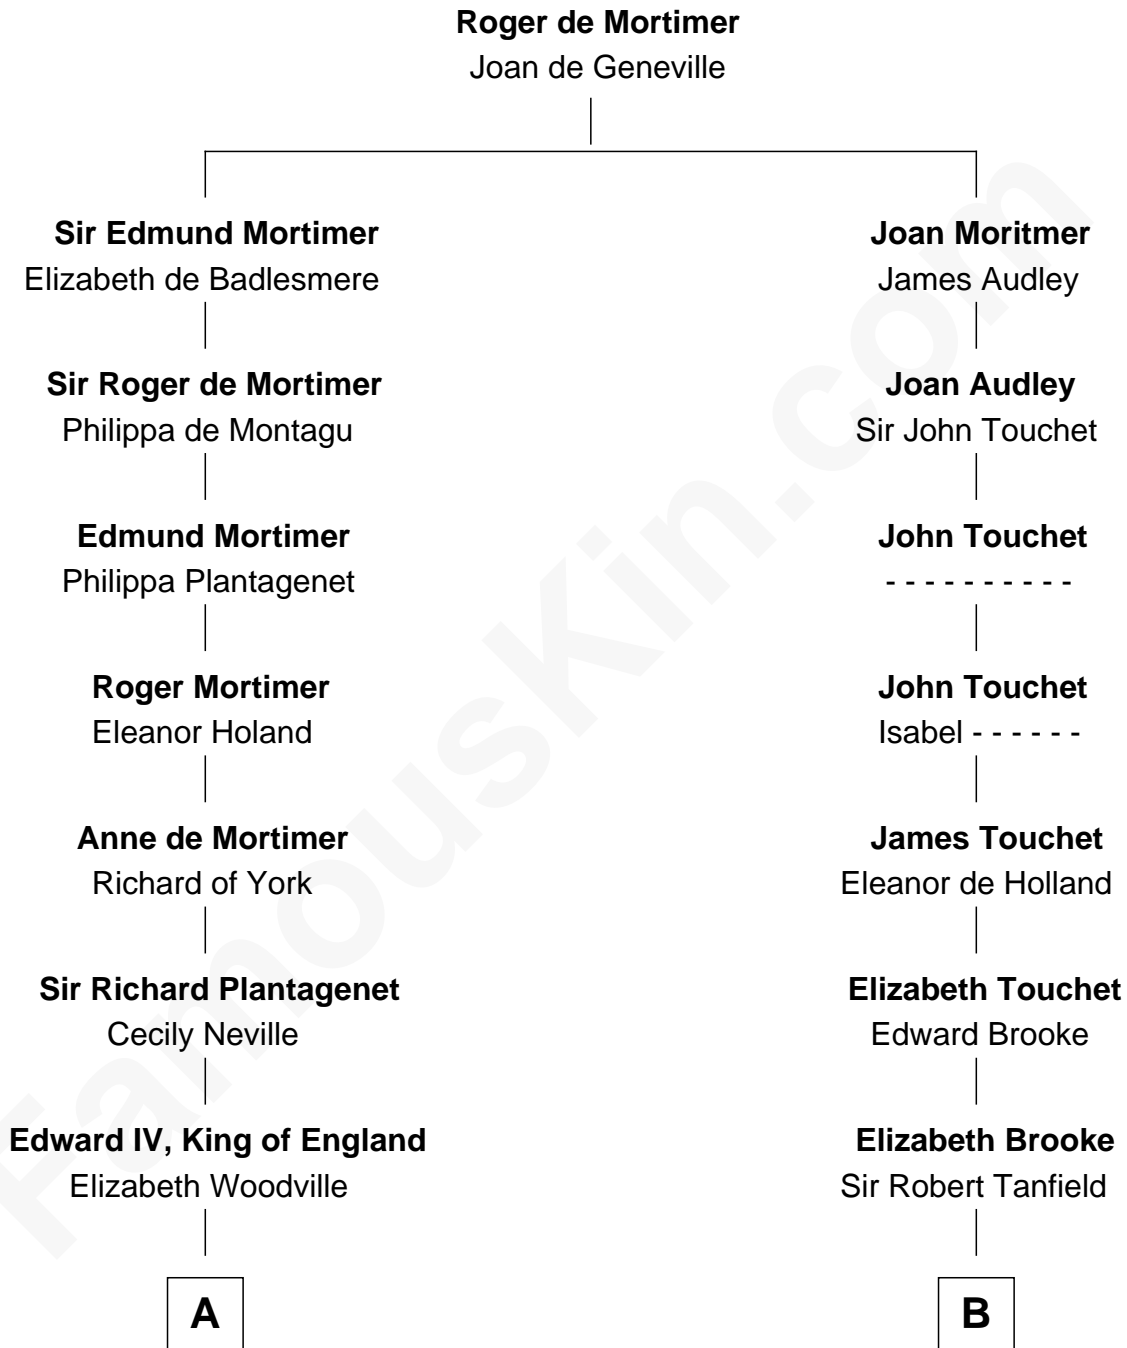 Roger de Mortimer
Joan de Geneville
Sir Edmund Mortimer
Elizabeth de Badlesmere
Sir Roger de Mortimer
Philippa de Montagu
Edmund Mortimer
Philippa Plantagenet
Roger Mortimer
Eleanor Holand
Anne de Mortimer
Richard of York
Sir Richard Plantagenet
Cecily Neville
Edward IV, King of England
Elizabeth Woodville
A
Joan Moritmer
James Audley
Joan Audley
Sir John Touchet
John Touchet
- - - - - - - - - -
John Touchet
Isabel - - - - - -
James Touchet
Eleanor de Holland
Elizabeth Touchet
Edward Brooke
Elizabeth Brooke
Sir Robert Tanfield
B
FamousKin.com